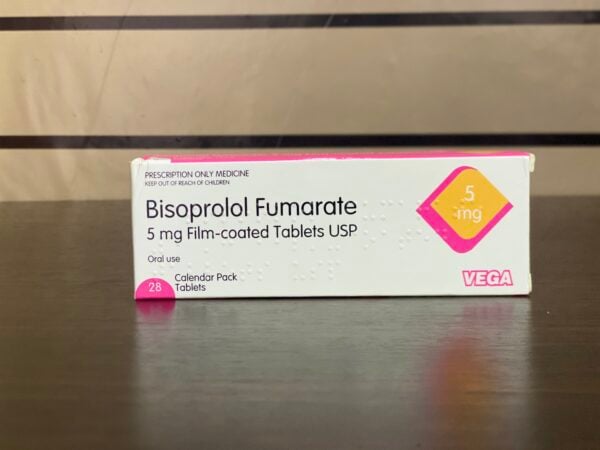 PRESCRIPTION ONLY MEDICINE
KEEP OUT OF REACH OF CHILDREN
Bisoprolol Fumarate
5 mg Film-coated Tablets USP
Oral use
28 Calendar Pack
Tablets
5
mg
VEGA